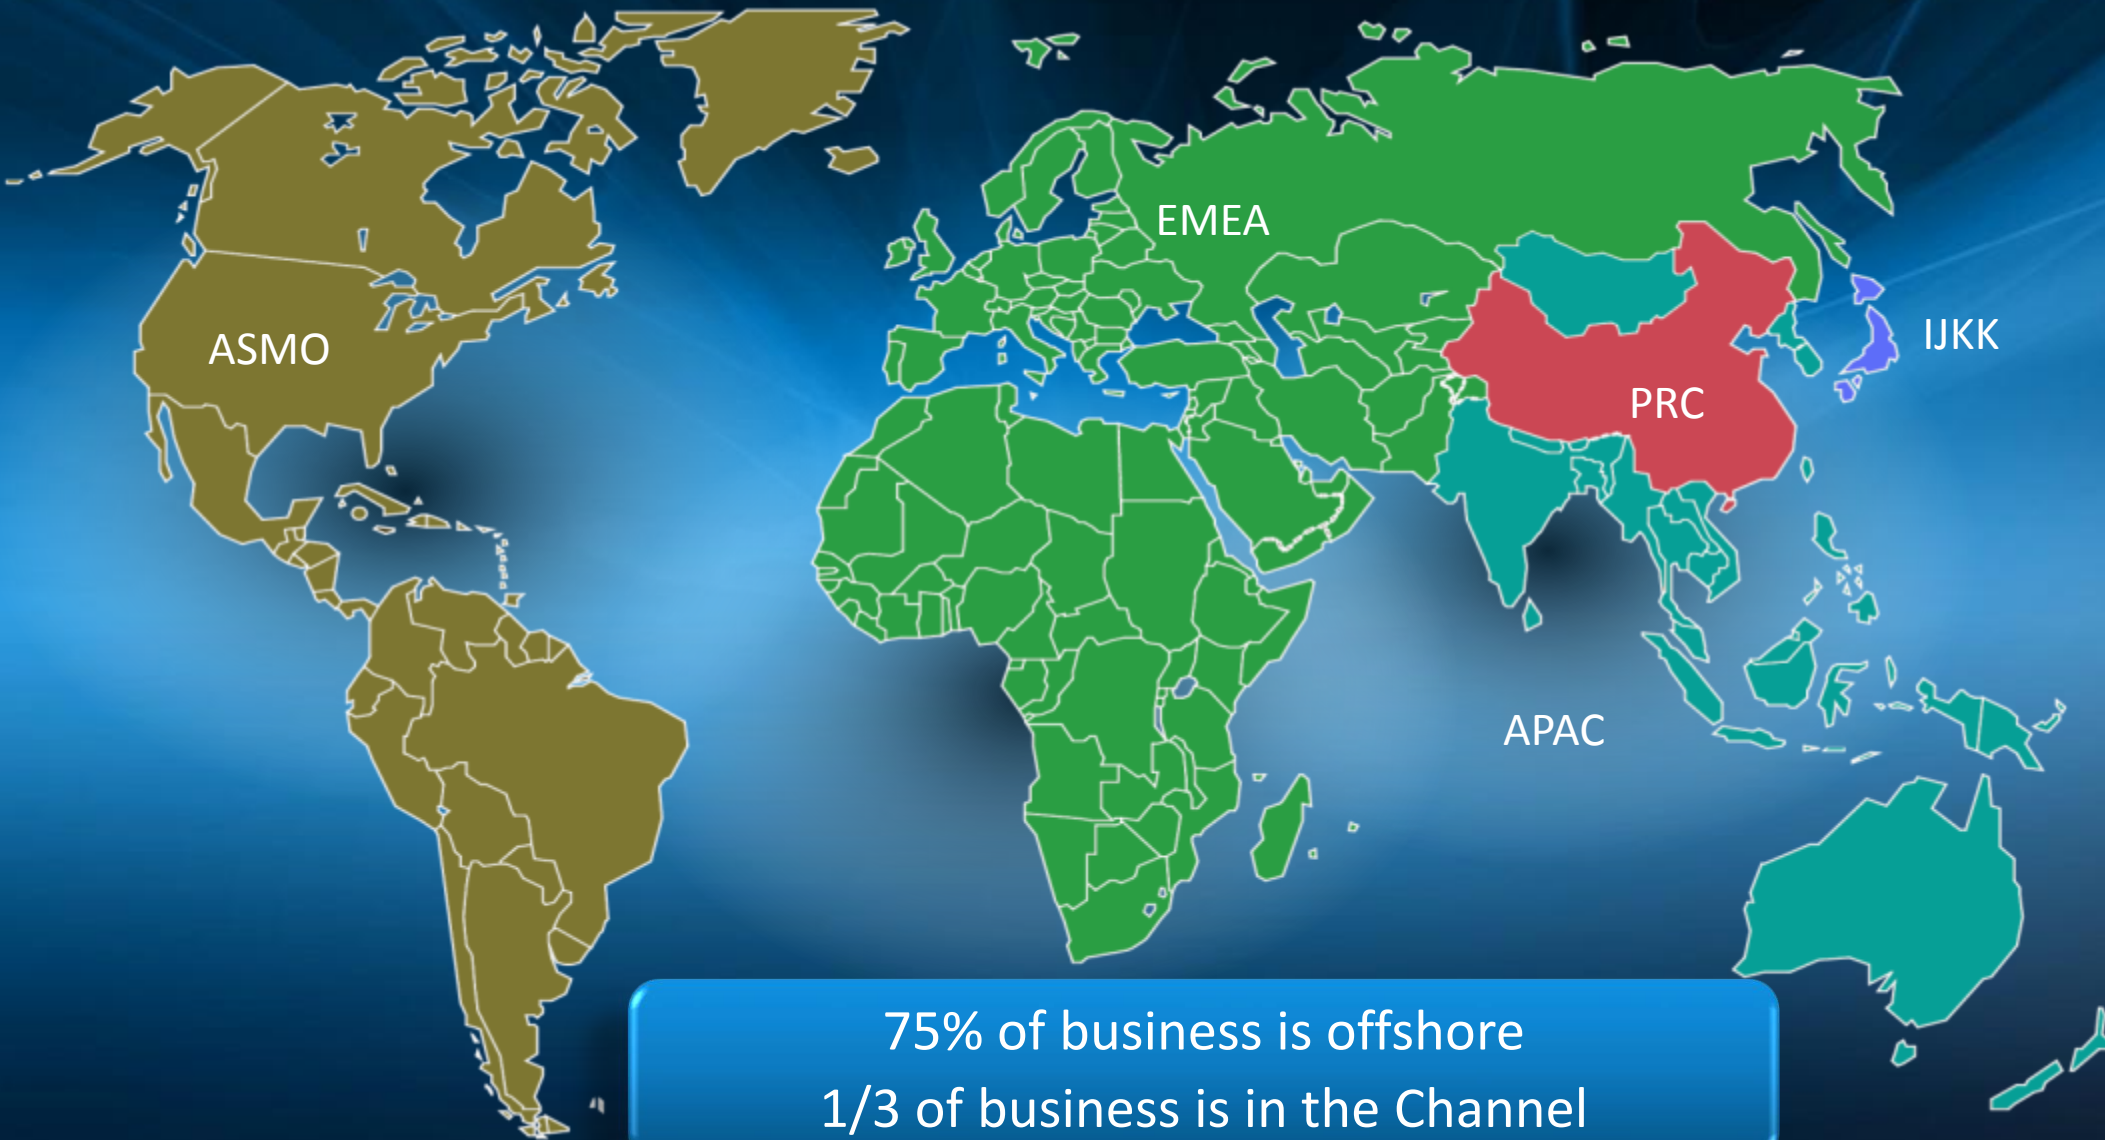 EMEA
ASMO
IJKK
PRC
APAC
75% of business is offshore
1/3 of business is in the Channel